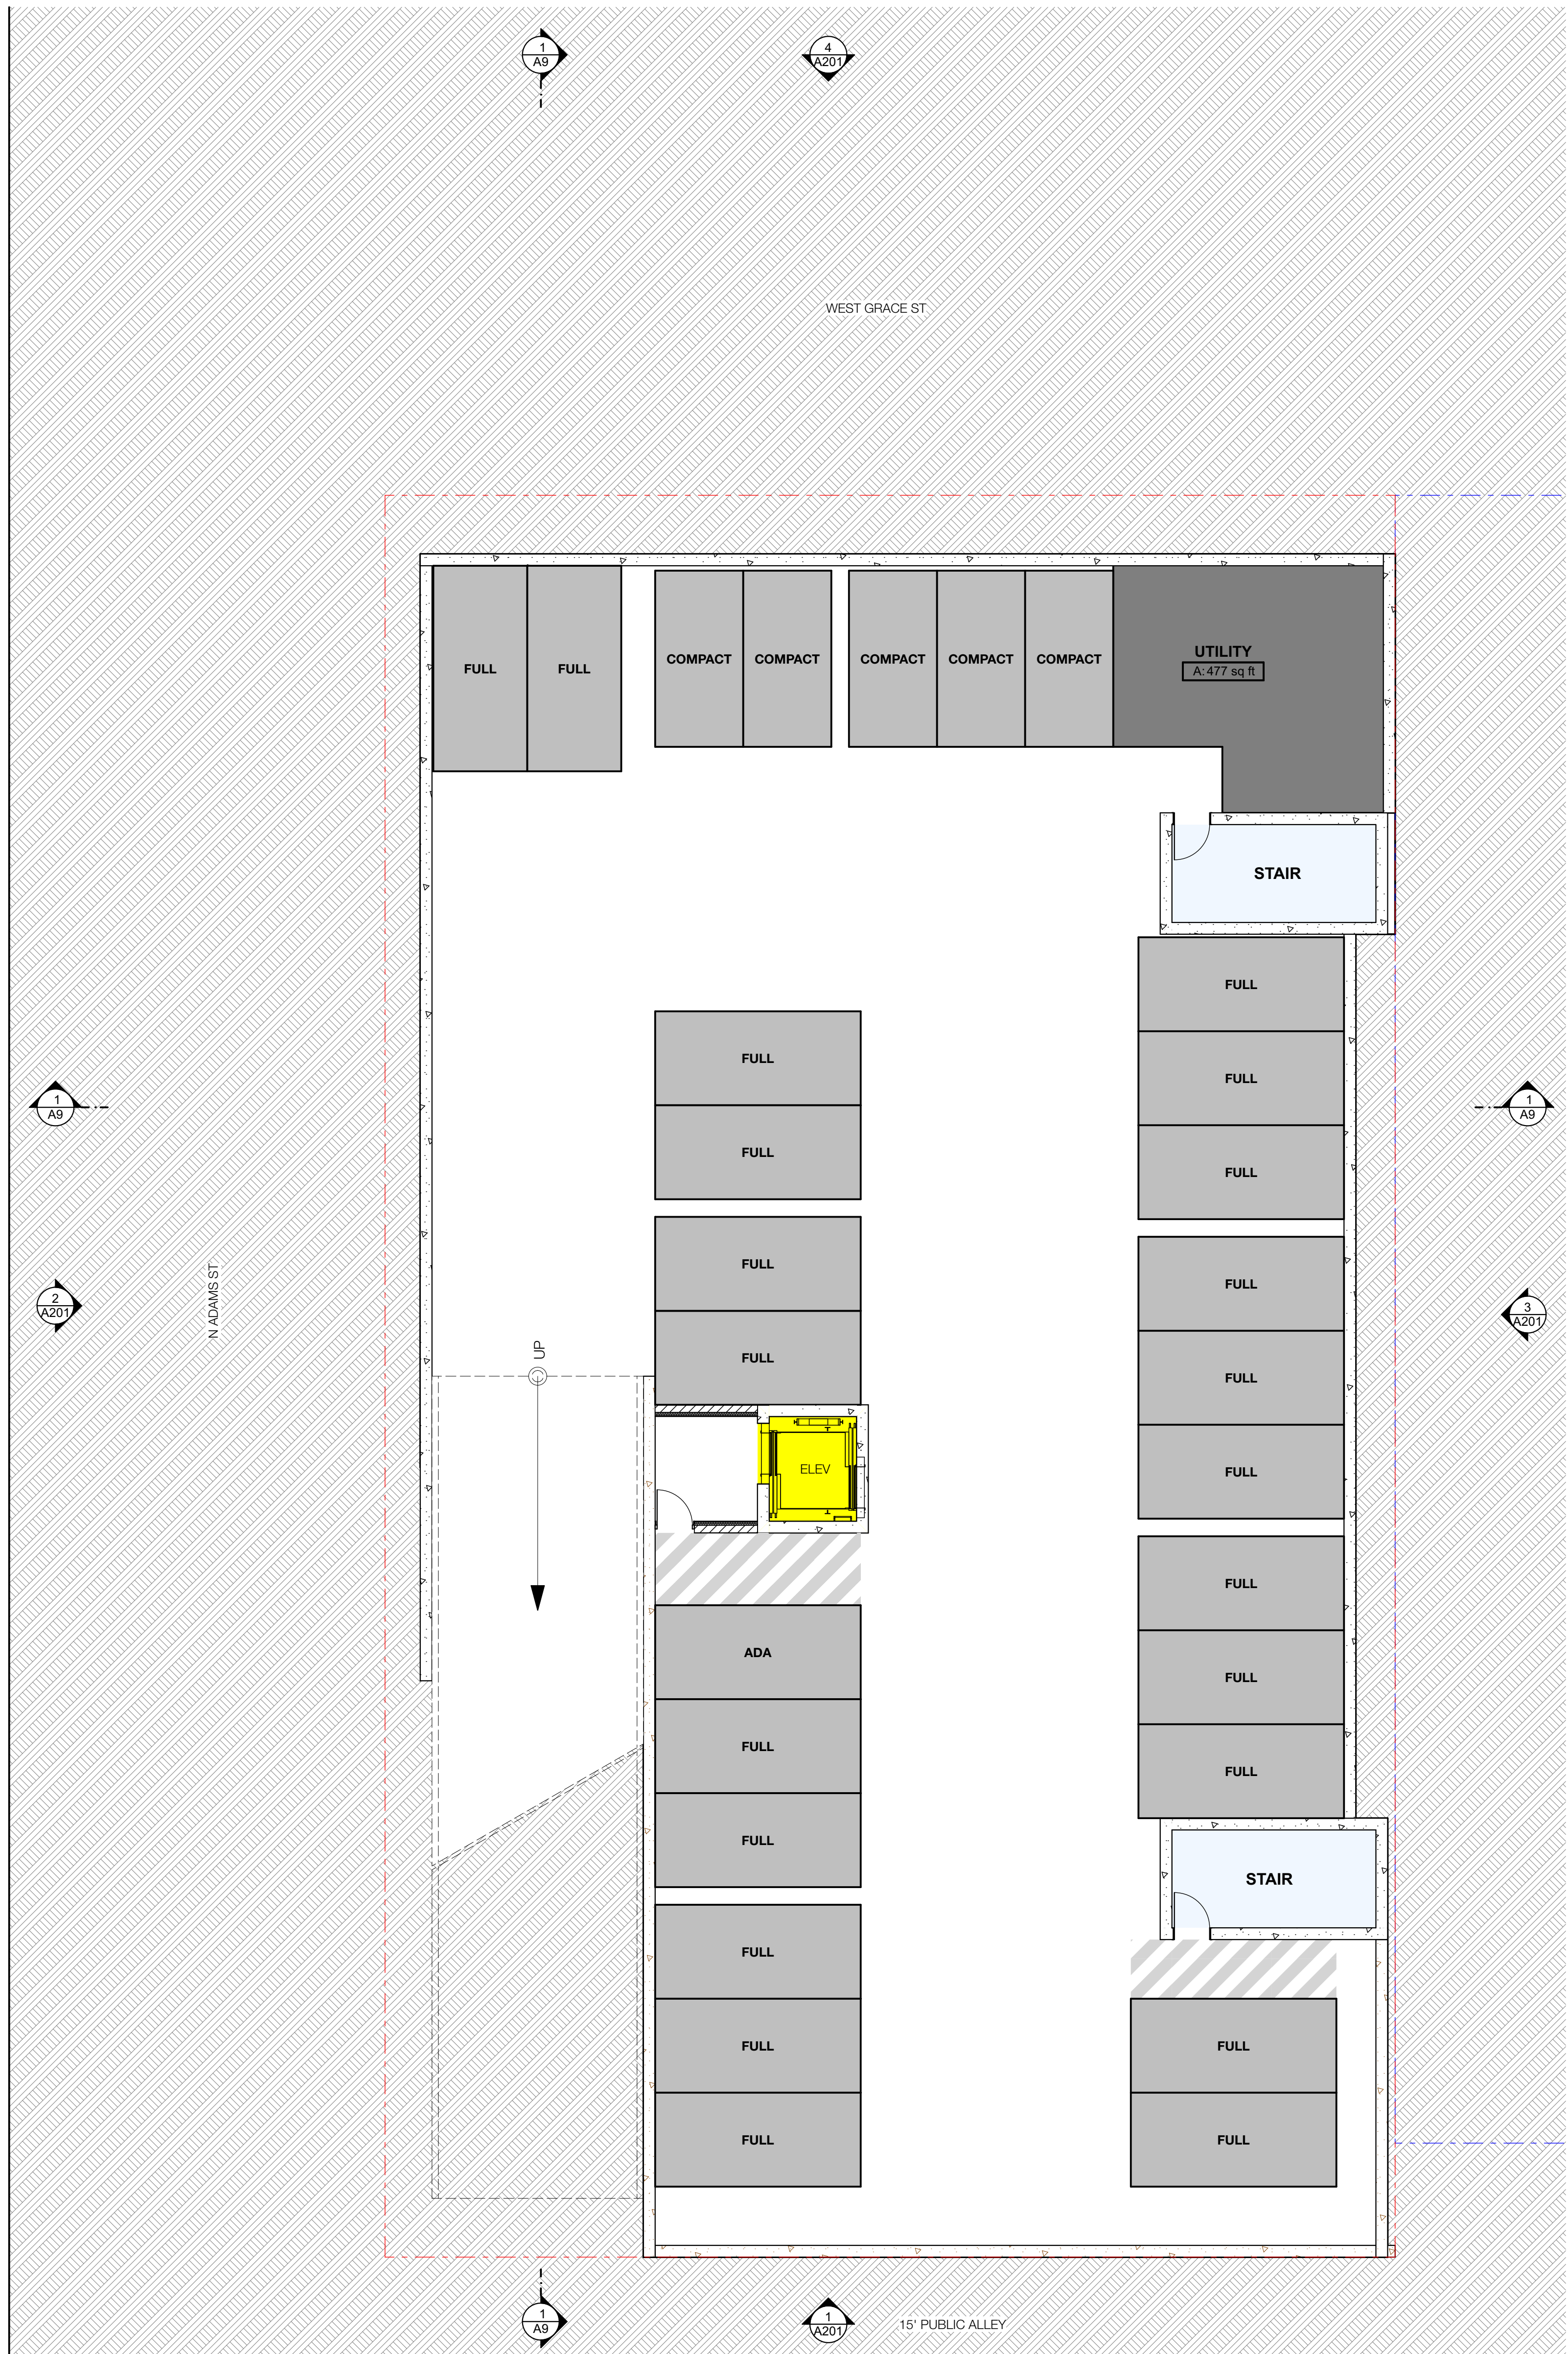 1
A9
4
A201
WEST GRACE ST
FULL
FULL
COMPACT
COMPACT
COMPACT
COMPACT
COMPACT
UTILITY
A: 477 sq ft
STAIR
FULL
FULL
FULL
FULL
FULL
1
A9
1
A9
FULL
FULL
FULL
FULL
FULL
2
A201
N ADAMS ST
3
A201
UP
FULL
ELEV
FULL
FULL
ADA
FULL
FULL
FULL
STAIR
FULL
FULL
FULL
FULL
FULL
1
A9
1
A201
15' PUBLIC ALLEY